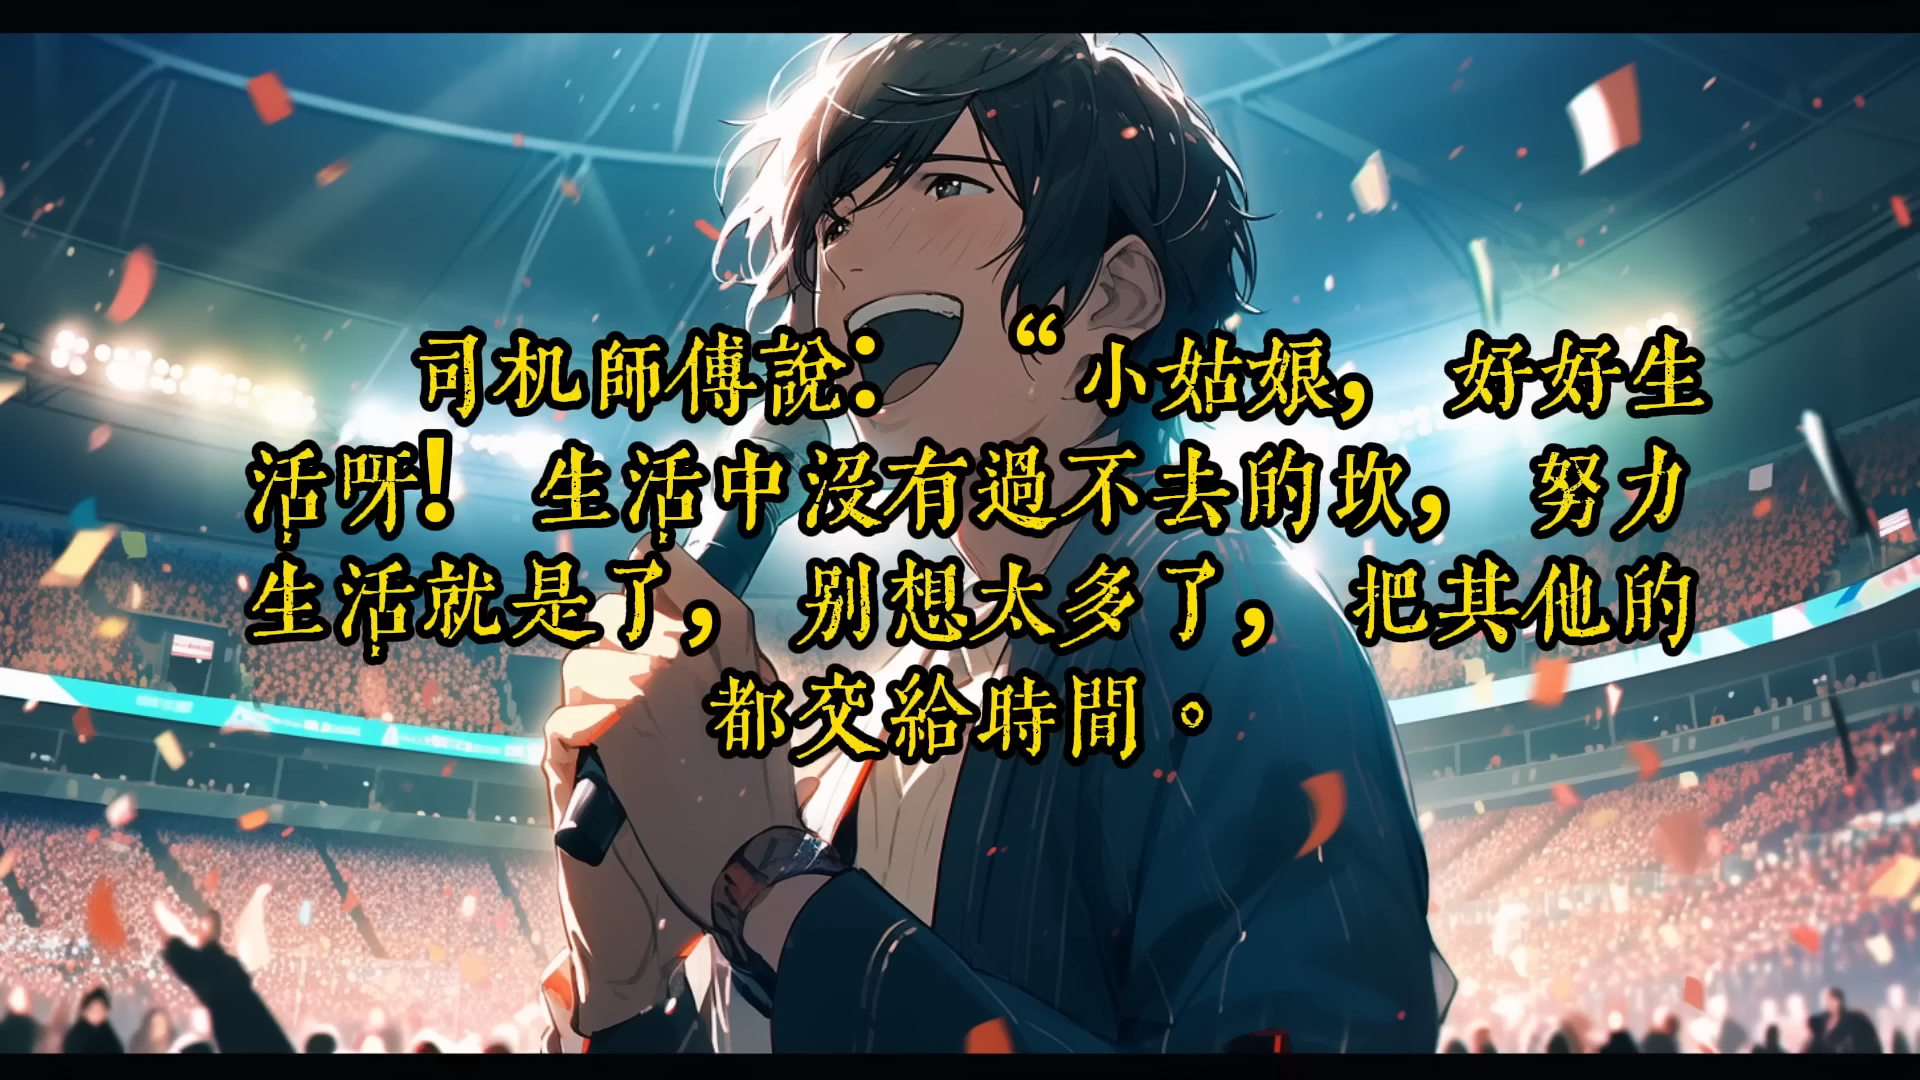 司机師傅說：“小姑娘，好好生
活呀！生活中沒有過不去的坎，努力
生活就是了，别想太多了，把其他的
都交給時間。